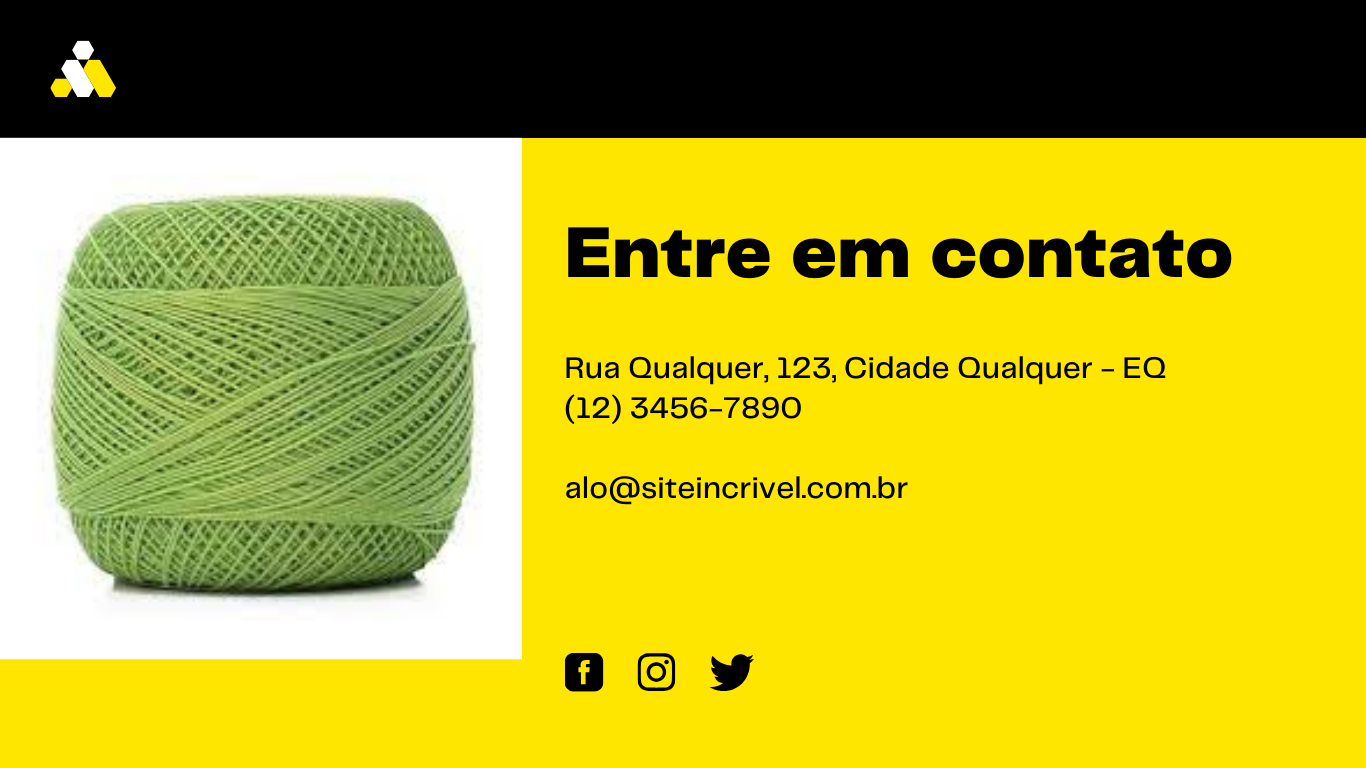 Entre em contato
Rua Qualquer, 123, Cidade Qualquer - EQ
(12) 3456-7890
alo@siteincrivel.com.br